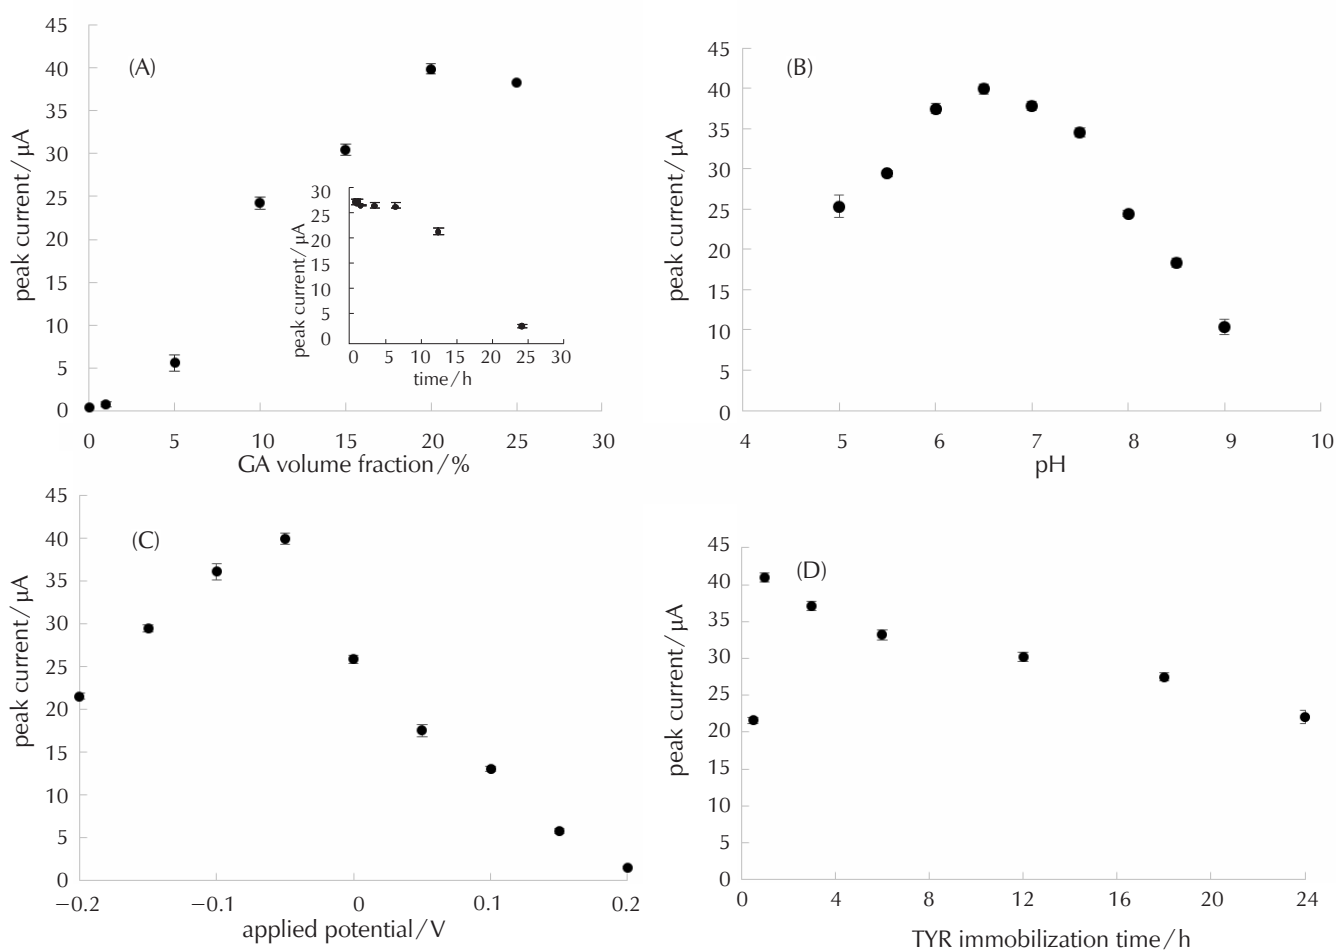 (A)
peak current/µA
45
40
35
30
25
20
15
10
5
0
0 5 10 15 20 25 30
GA volume fraction/%
peak current/µA
30
25
20
25
10
5
0
0 5 10 15 20 25 30
time/h
(B)
peak current/µA
45
40
35
30
25
20
15
10
5
0
4 5 6 7 8 9 10
pH
(C)
peak current/µA
45
40
35
30
25
20
15
10
5
0
−0.2 −0.1 0 0.1 0.2
applied potential/V
(D)
peak current/µA
45
40
35
30
25
20
15
10
5
0
0 4 8 12 16 20 24
TYR immobilization time/h